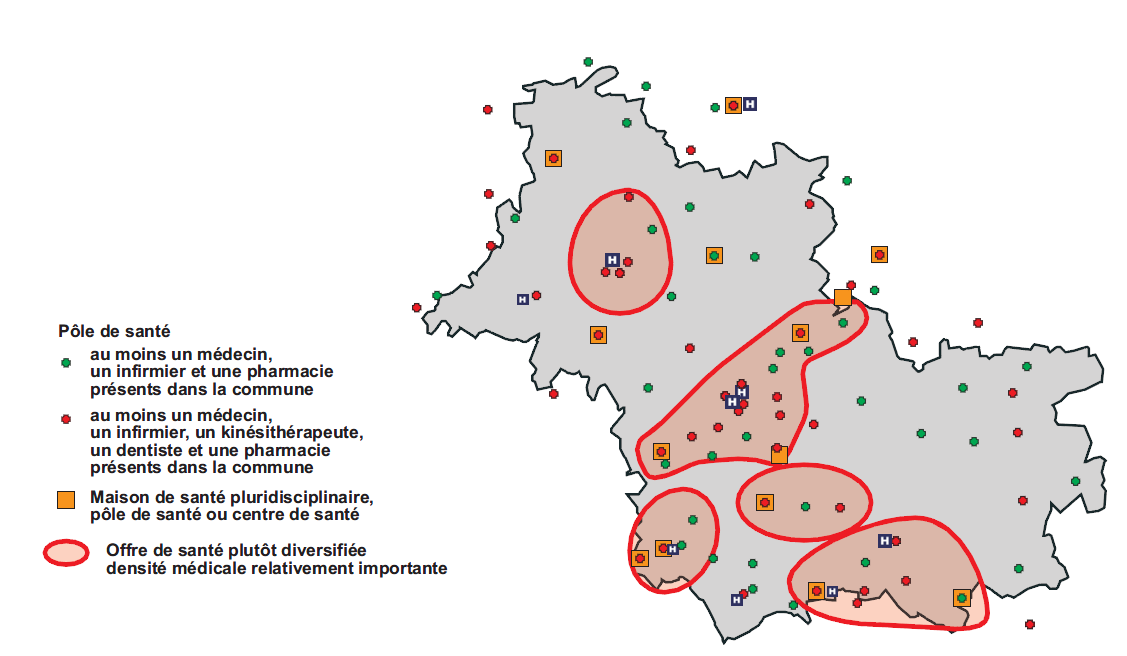 H
H
H
Pôle de santé
au moins un médecin,
un infirmier et une pharmacie
présents dans la commune
H
H
au moins un médecin,
un infirmier, un kinésithérapeute,
un dentiste et une pharmacie
présents dans la commune
Maison de santé pluridisciplinaire,
pôle de santé ou centre de santé
H
H
Offre de santé plutôt diversifiée
densité médicale relativement importante
H
H